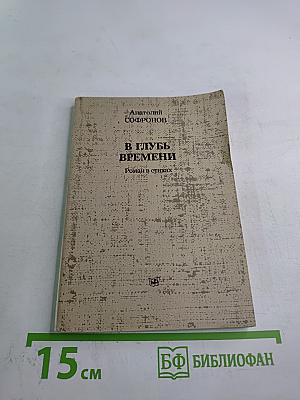 Анатолий
СОФРОНОВ
В ГЛУБЬ
ВРЕМЕНИ
Роман в стихах
15 см
БФ БИБЛИОФАН